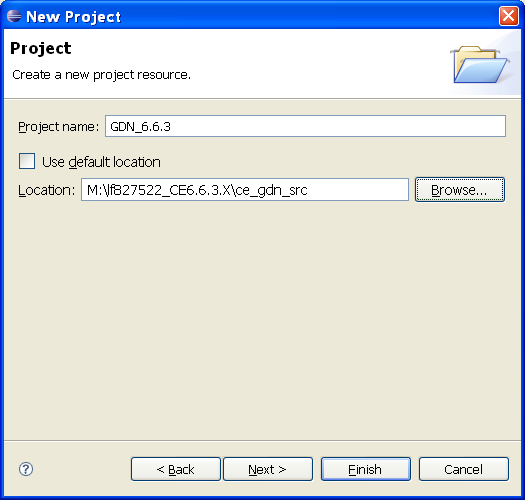 New Project
Project
Create a new project resource.
Project name: GDN_6.6.3
Use default location
Location: M:\lf827522_CE6.6.3.X\ce_gdn_src Browse...
? < Back Next > Finish Cancel